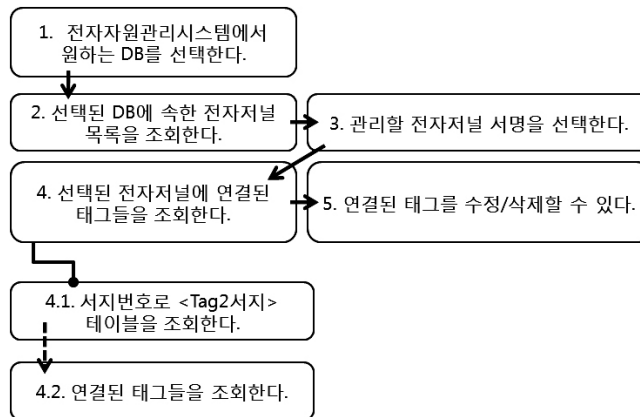 1. 전자자원관리시스템에서
원하는 DB를 선택한다.
2. 선택된 DB에 속한 전자저널
목록을 조회한다.
3. 관리할 전자저널 서명을 선택한다.
4. 선택된 전자저널에 연결된
태그들을 조회한다.
5. 연결된 태그를 수정/삭제할 수 있다.
4.1. 서지번호로 <Tag2서지>
테이블을 조회한다.
4.2. 연결된 태그들을 조회한다.